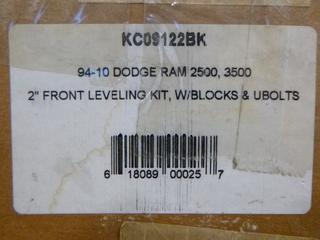 KC09122BK
94-10 DODGE RAM 2500, 3500
2" FRONT LEVELING KIT, W/BLOCKS & UBOLTS
6 18089 00025 7